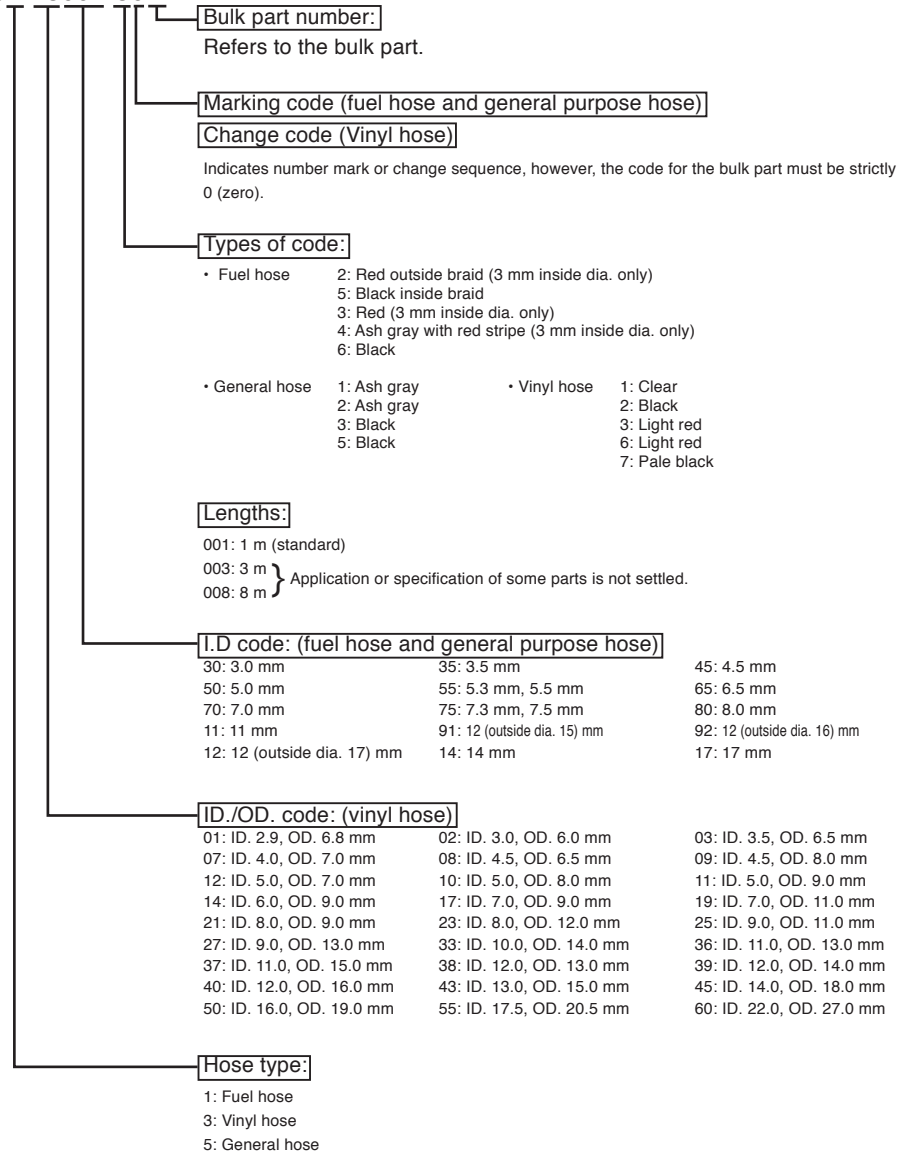 Bulk part number:
Refers to the bulk part.
Marking code (fuel hose and general purpose hose)
Change code (Vinyl hose)
Indicates number mark or change sequence, however, the code for the bulk part must be strictly
0 (zero).
Types of code:
• Fuel hose 2: Red outside braid (3 mm inside dia. only)
5: Black inside braid
3: Red (3 mm inside dia. only)
4: Ash gray with red stripe (3 mm inside dia. only)
6: Black
• General hose 1: Ash gray • Vinyl hose 1: Clear
2: Ash gray 2: Black
3: Black 3: Light red
5: Black 6: Light red
7: Pale black
Lengths:
001: 1 m (standard)
003: 3 m } Application or specification of some parts is not settled.
008: 8 m
I.D code: (fuel hose and general purpose hose)
30: 3.0 mm 35: 3.5 mm 45: 4.5 mm
50: 5.0 mm 55: 5.3 mm, 5.5 mm 65: 6.5 mm
70: 7.0 mm 75: 7.3 mm, 7.5 mm 80: 8.0 mm
11: 11 mm 91: 12 (outside dia. 15) mm 92: 12 (outside dia. 16) mm
12: 12 (outside dia. 17) mm 14: 14 mm 17: 17 mm
ID./OD. code: (vinyl hose)
01: ID. 2.9, OD. 6.8 mm 02: ID. 3.0, OD. 6.0 mm 03: ID. 3.5, OD. 6.5 mm
07: ID. 4.0, OD. 7.0 mm 08: ID. 4.5, OD. 6.5 mm 09: ID. 4.5, OD. 8.0 mm
12: ID. 5.0, OD. 7.0 mm 10: ID. 5.0, OD. 8.0 mm 11: ID. 5.0, OD. 9.0 mm
14: ID. 6.0, OD. 9.0 mm 17: ID. 7.0, OD. 9.0 mm 19: ID. 7.0, OD. 11.0 mm
21: ID. 8.0, OD. 9.0 mm 23: ID. 8.0, OD. 12.0 mm 25: ID. 9.0, OD. 11.0 mm
27: ID. 9.0, OD. 13.0 mm 33: ID. 10.0, OD. 14.0 mm 36: ID. 11.0, OD. 13.0 mm
37: ID. 11.0, OD. 15.0 mm 38: ID. 12.0, OD. 13.0 mm 39: ID. 12.0, OD. 14.0 mm
40: ID. 12.0, OD. 16.0 mm 43: ID. 13.0, OD. 15.0 mm 45: ID. 14.0, OD. 18.0 mm
50: ID. 16.0, OD. 19.0 mm 55: ID. 17.5, OD. 20.5 mm 60: ID. 22.0, OD. 27.0 mm
Hose type:
1: Fuel hose
3: Vinyl hose
5: General hose